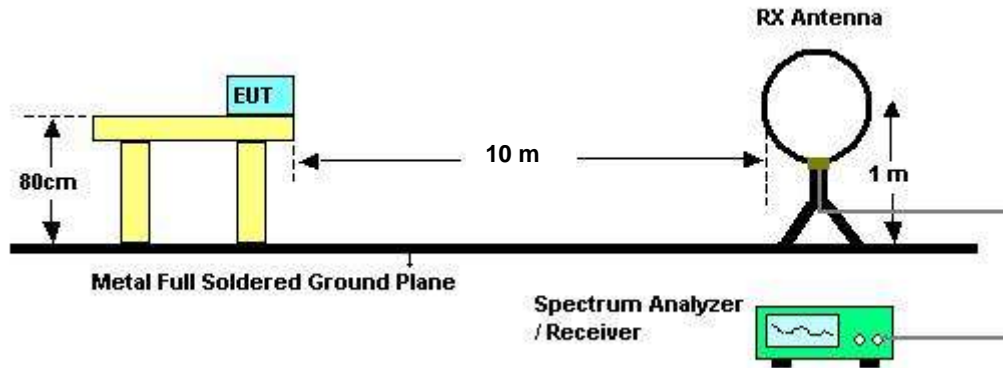 RX Antenna
EUT
10 m
80cm
1 m
Metal Full Soldered Ground Plane
Spectrum Analyzer
/ Receiver